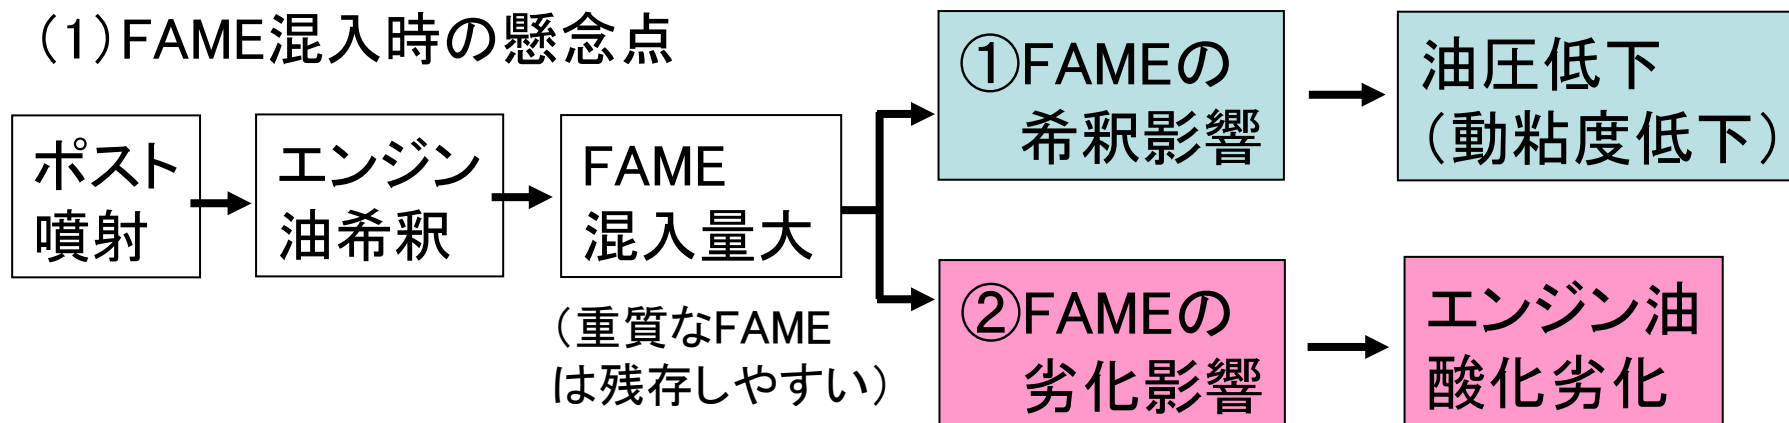 (1)FAME混入時の懸念点
ポスト
噴射
エンジン
油希釈
FAME
混入量大
(重質なFAME
は残存しやすい)
①FAMEの
希釈影響
油圧低下
(動粘度低下)
②FAMEの
劣化影響
エンジン油
酸化劣化